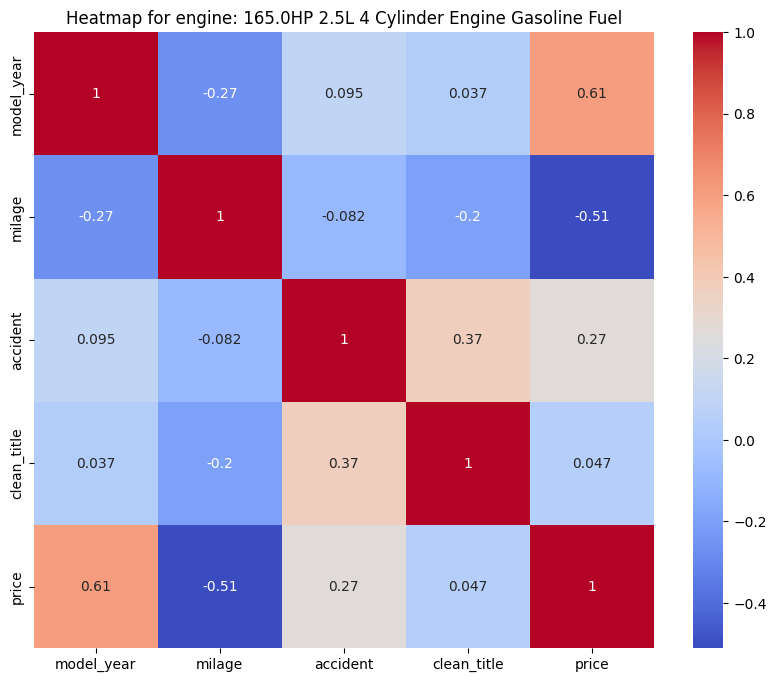 Heatmap for engine: 165.0HP 2.5L 4 Cylinder Engine Gasoline Fuel
model_year 1 -0.27 0.095 0.037 0.61
milage -0.27 1 -0.082 -0.2 -0.51
accident 0.095 -0.082 1 0.37 0.27
clean_title 0.037 -0.2 0.37 1 0.047
price 0.61 -0.51 0.27 0.047 1
model_year milage accident clean_title price
1.0
0.8
0.6
0.4
0.2
0.0
−0.2
−0.4